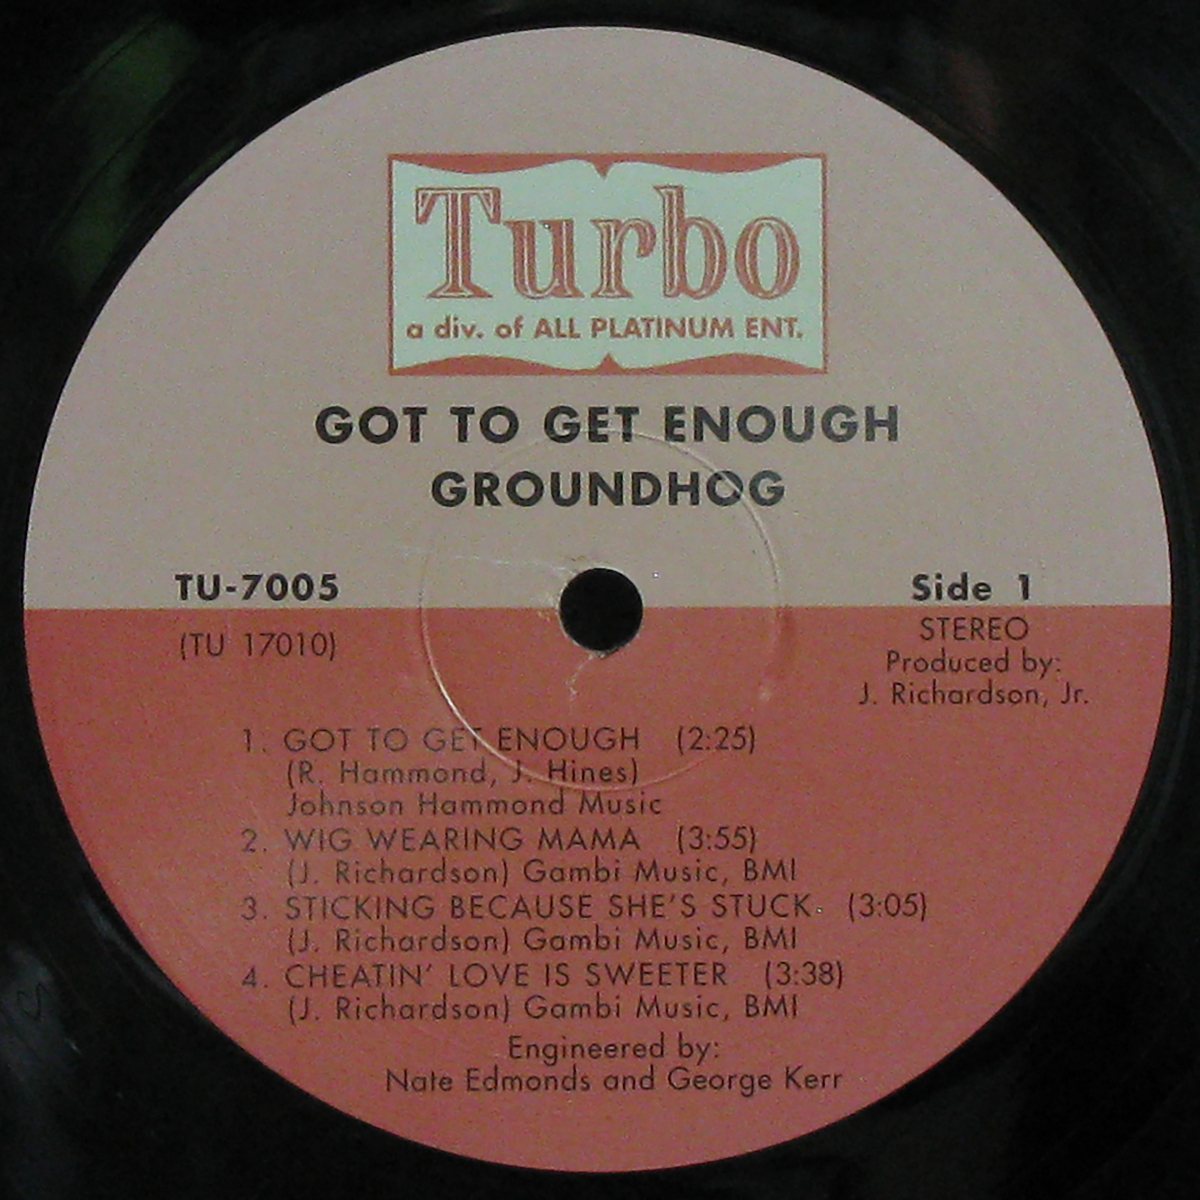 Turbo
a div. of ALL PLATINUM ENT.
GOT TO GET ENOUGH
GROUNDHOG
TU-7005
(TU 17010)
Side 1
STEREO
Produced by:
J. Richardson, Jr.
1. GOT TO GET ENOUGH (2:25)
(R. Hammond, J. Hines)
Johnson Hammond Music
2. WIG WEARING MAMA (3:55)
(J. Richardson) Gambi Music, BMI
3. STICKING BECAUSE SHE'S STUCK (3:05)
(J. Richardson) Gambi Music, BMI
4. CHEATIN' LOVE IS SWEETER (3:38)
(J. Richardson) Gambi Music, BMI
Engineered by:
Nate Edmonds and George Kerr